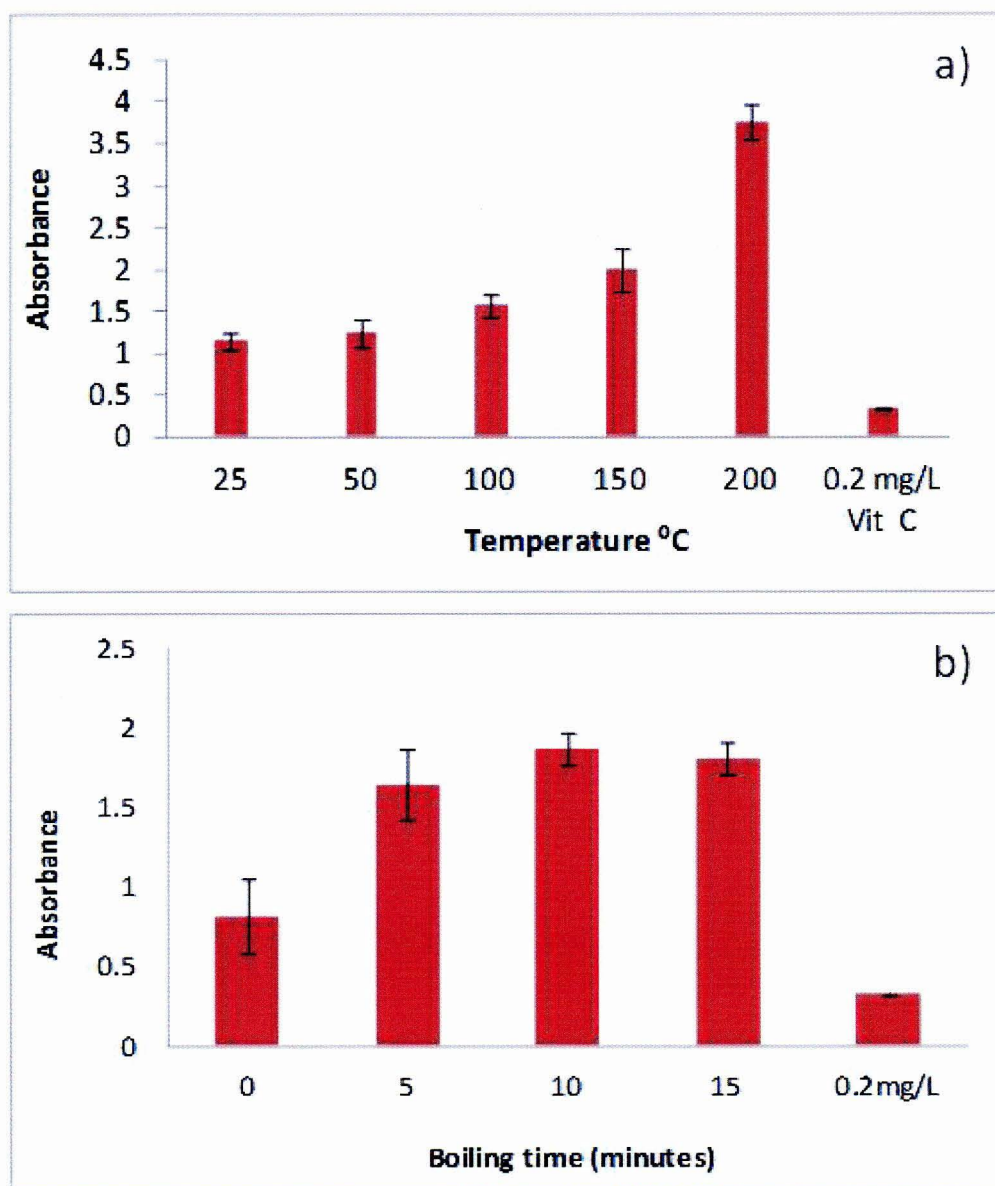 a)
4.5
4
3.5
3
2.5
2
1.5
1
0.5
0
Absorbance
25 50 100 150 200 0.2 mg/L
Vit C
Temperature ⁰C
b)
2.5
2
1.5
1
0.5
0
Absorbance
0 5 10 15 0.2mg/L
Boiling time (minutes)